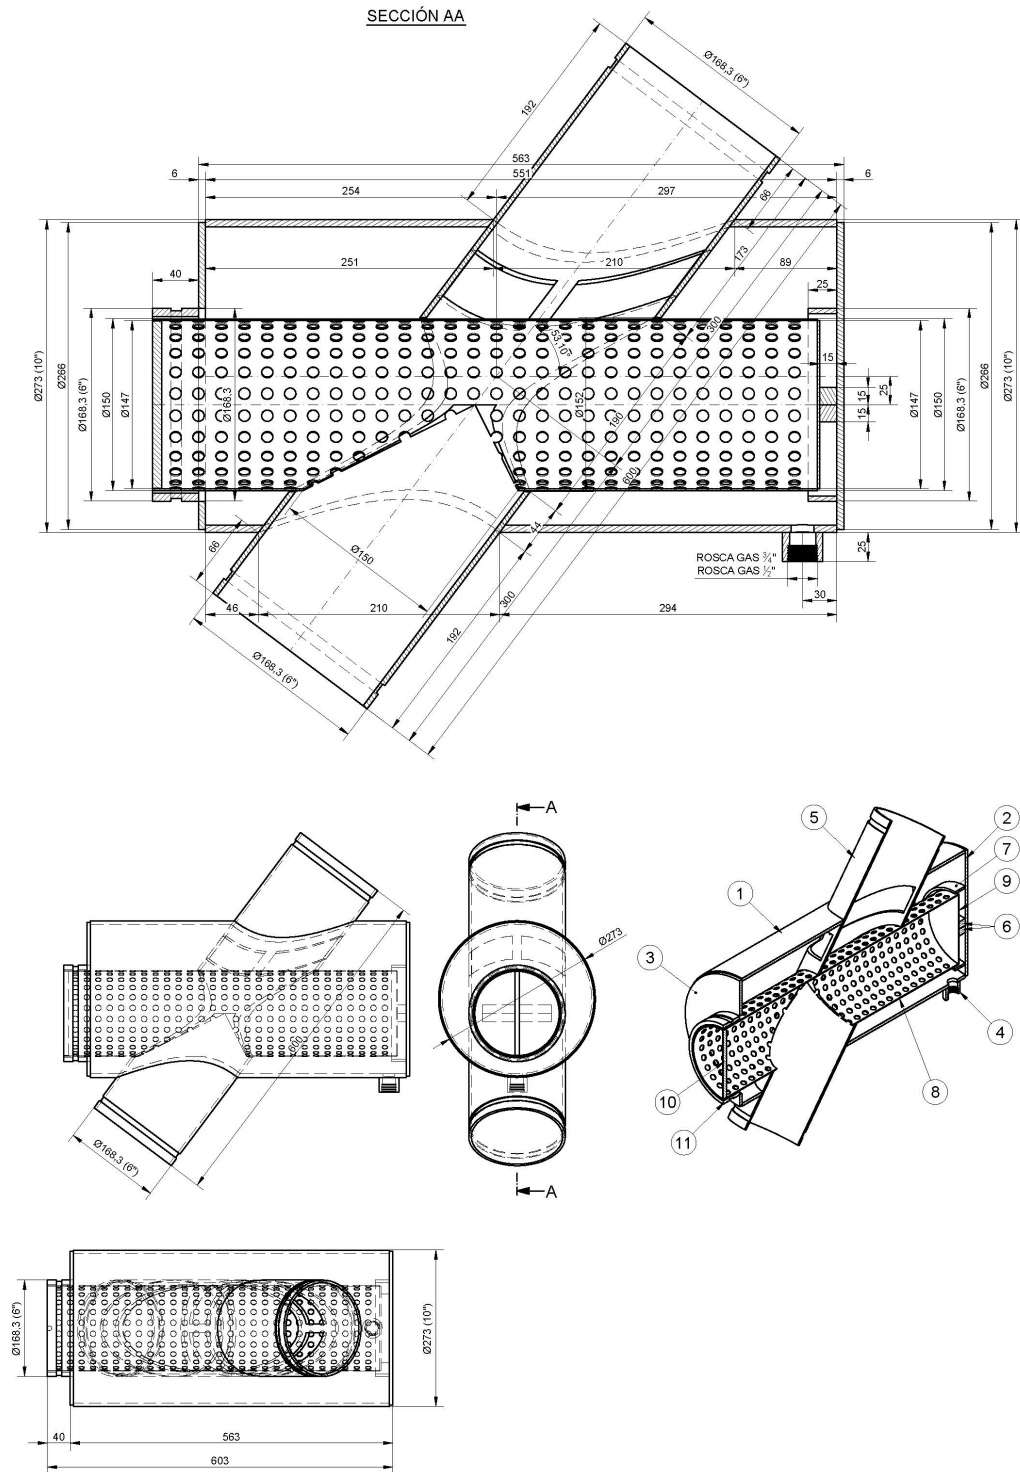 SECCIÓN AA
Ø168,3 (6")
192
563
6
551
6
254
297
66
173
251
210
89
40
25
300
53,10°
15
25
15
15
Ø273 (10")
Ø266
Ø168,3 (6")
Ø150
Ø147
Ø168,3
Ø152
190
600
Ø147
Ø150
Ø168,3 (6")
Ø266
Ø273 (10")
44
66
Ø150
ROSCA GAS ¾"
ROSCA GAS ½"
25
30
46
210
300
294
192
Ø168,3 (6")
A
5
2
7
9
1
6
Ø273
3
4
600
8
10
11
Ø168,3 (6")
A
Ø168,3 (6")
Ø273 (10")
40
563
603